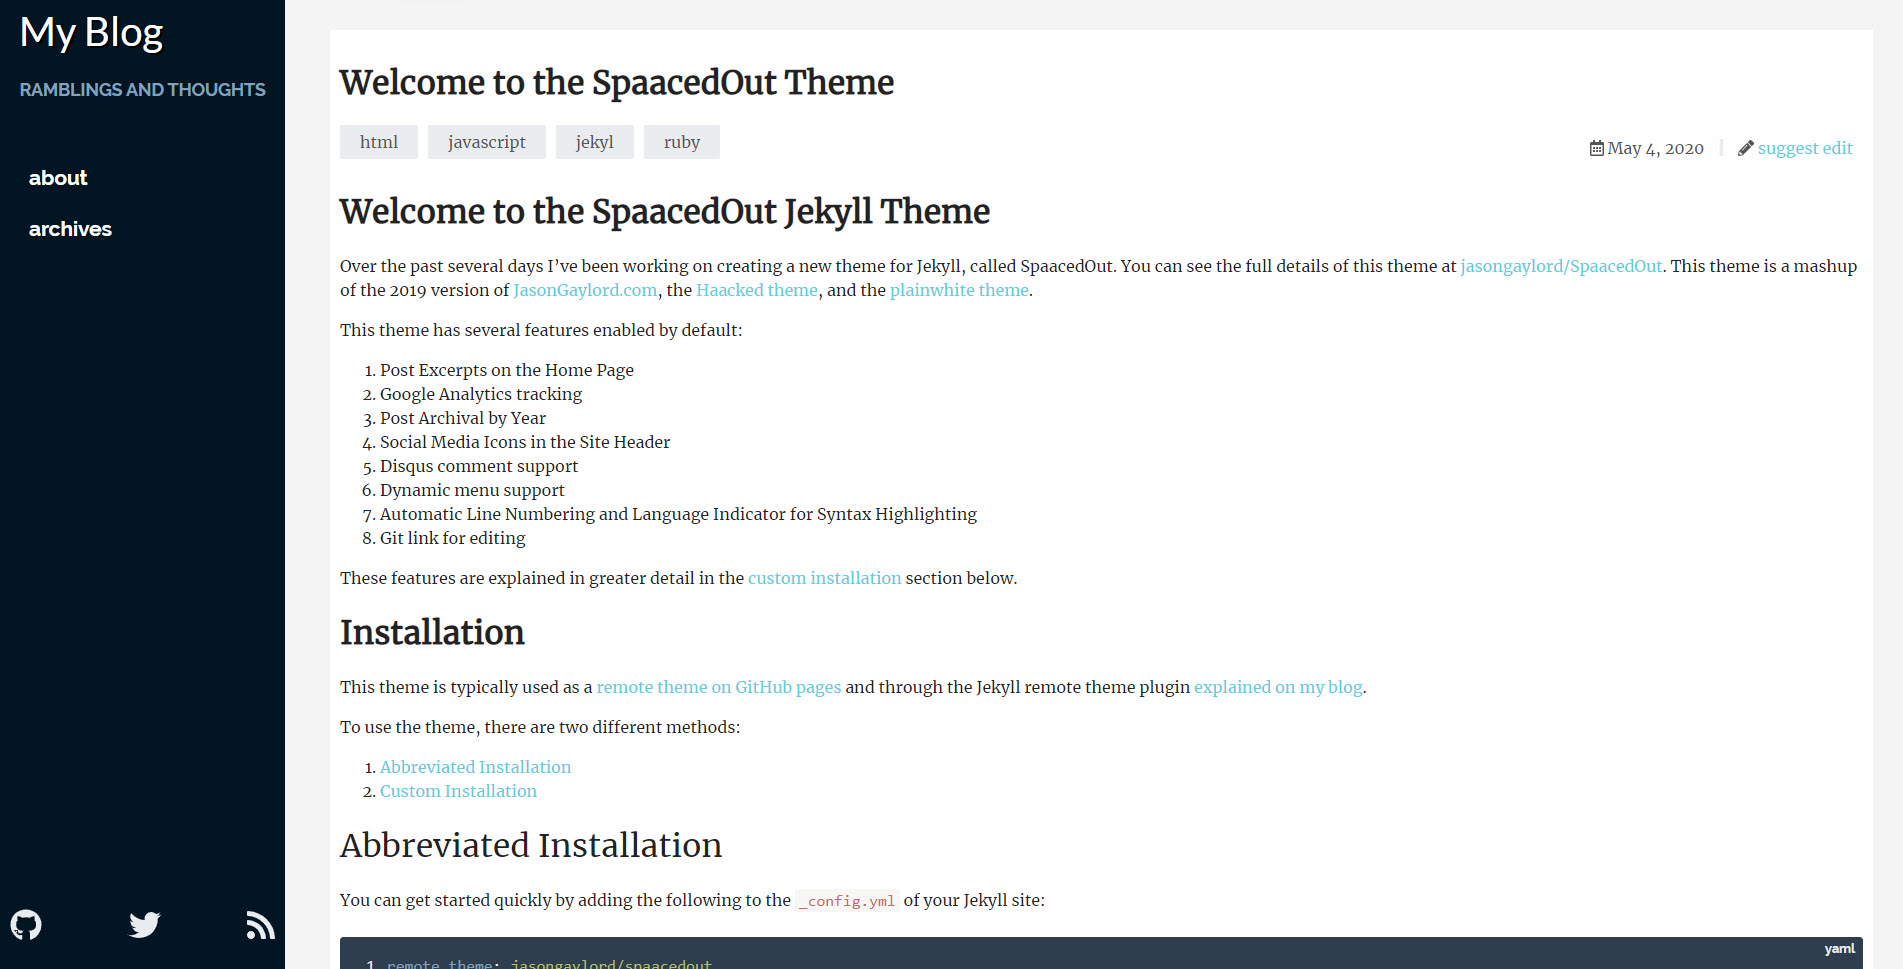 My Blog
RAMBLINGS AND THOUGHTS
about
archives
Welcome to the SpaacedOut Theme
html javascript jekyl ruby
May 4, 2020 suggest edit
Welcome to the SpaacedOut Jekyll Theme
Over the past several days I’ve been working on creating a new theme for Jekyll, called SpaacedOut. You can see the full details of this theme at jasongaylord/SpaacedOut. This theme is a mashup
of the 2019 version of JasonGaylord.com, the Haacked theme, and the plainwhite theme.
This theme has several features enabled by default:
1. Post Excerpts on the Home Page
2. Google Analytics tracking
3. Post Archival by Year
4. Social Media Icons in the Site Header
5. Disqus comment support
6. Dynamic menu support
7. Automatic Line Numbering and Language Indicator for Syntax Highlighting
8. Git link for editing
These features are explained in greater detail in the custom installation section below.
Installation
This theme is typically used as a remote theme on GitHub pages and through the Jekyll remote theme plugin explained on my blog.
To use the theme, there are two different methods:
1. Abbreviated Installation
2. Custom Installation
Abbreviated Installation
You can get started quickly by adding the following to the _config.yml of your Jekyll site:
yaml
1 remote_theme: jasongaylord/spaacedout